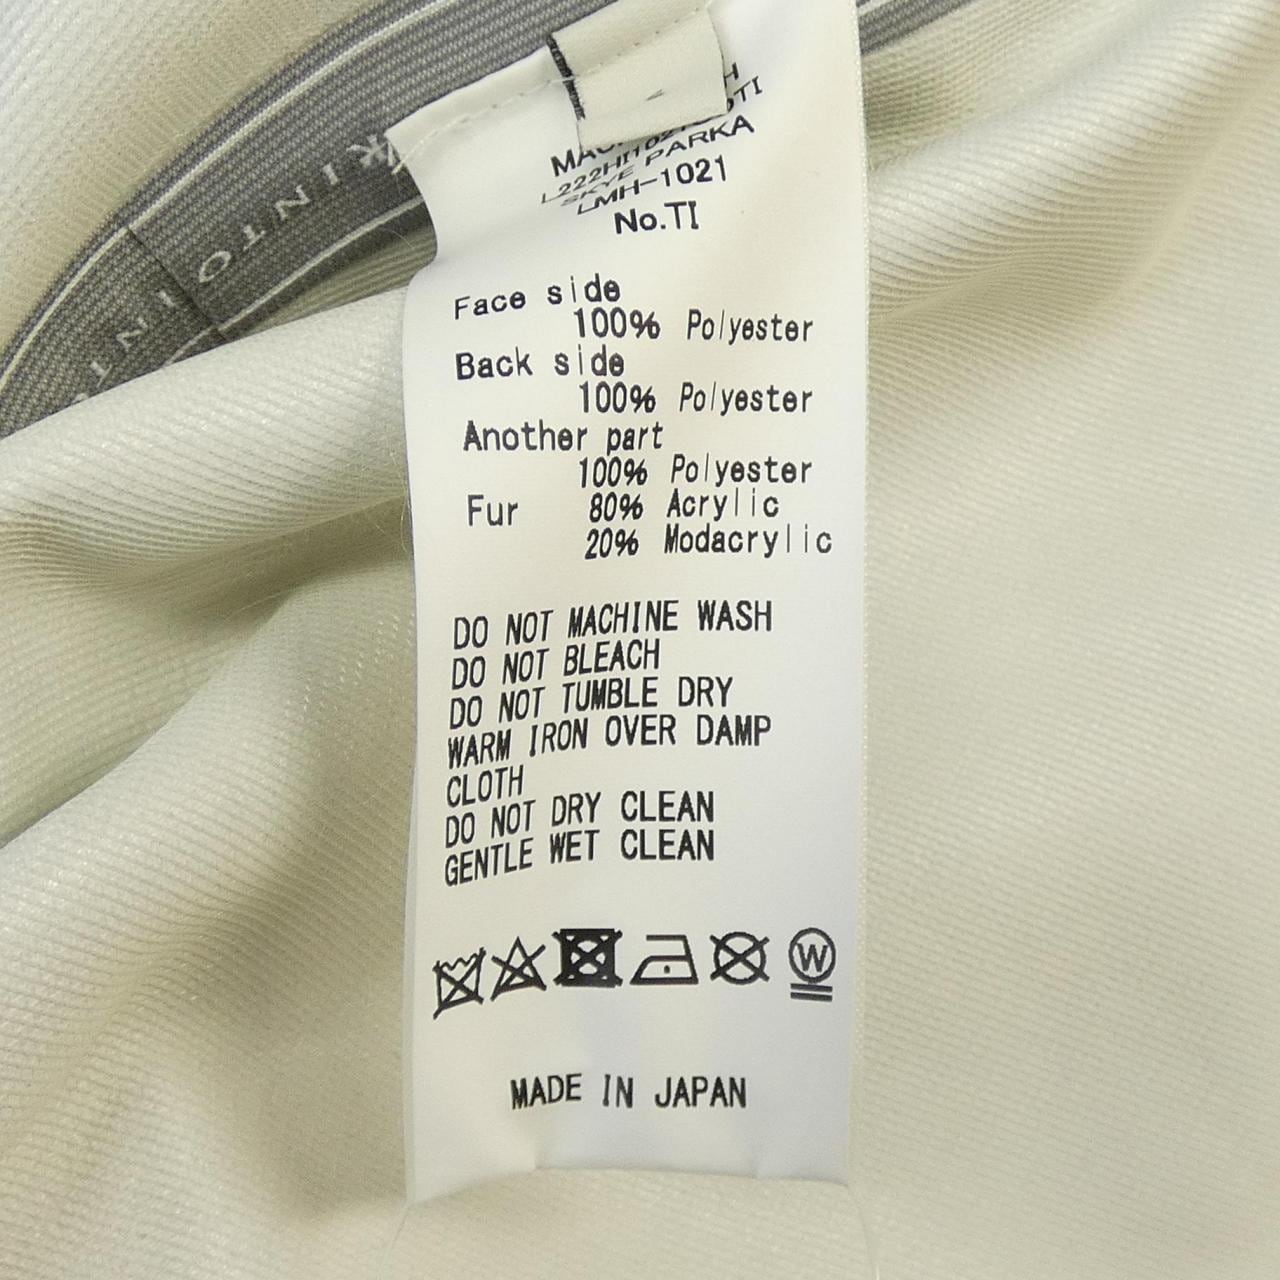 SKYE PARKA
LMH-1021
No.TI
Face side
100% Polyester
Back side
100% Polyester
Another part
100% Polyester
Fur 80% Acrylic
20% Modacrylic
DO NOT MACHINE WASH
DO NOT BLEACH
DO NOT TUMBLE DRY
WARM IRON OVER DAMP
CLOTH
DO NOT DRY CLEAN
GENTLE WET CLEAN
W
MADE IN JAPAN